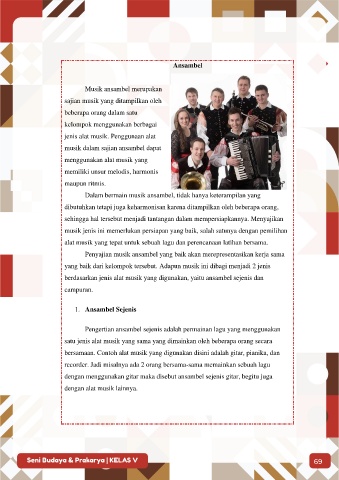 Ansambel
Musik ansambel merupakan
sajian musik yang ditampilkan oleh
beberapa orang dalam satu
kelompok menggunakan berbagai
jenis alat musik. Penggunaan alat
musik dalam sajian ansambel dapat
menggunakan alat musik yang
memiliki unsur melodis, harmonis
maupun ritmis.
Dalam bermain musik ansambel, tidak hanya keterampilan yang
dibutuhkan tetapi juga keharmonisan karena ditampilkan oleh beberapa orang,
sehingga hal tersebut menjadi tantangan dalam mempersiapkannya. Menyajikan
musik jenis ini memerlukan persiapan yang baik, salah satunya dengan pemilihan
alat musik yang tepat untuk sebuah lagu dan perencanaan latihan bersama.
Penyajian musik ansambel yang baik akan merepresentasikan kerja sama
yang baik dari kelompok tersebut. Adapun musik ini dibagi menjadi 2 jenis
berdasarkan jenis alat musik yang digunakan, yaitu ansambel sejenis dan
campuran.
1. Ansambel Sejenis
Pengertian ansambel sejenis adalah permainan lagu yang menggunakan
satu jenis alat musik yang sama yang dimainkan oleh beberapa orang secara
bersamaan. Contoh alat musik yang digunakan disini adalah gitar, pianika, dan
recorder. Jadi misalnya ada 2 orang bersama-sama memainkan sebuah lagu
dengan menggunakan gitar maka disebut ansambel sejenis gitar, begitu juga
dengan alat musik lainnya.
Seni Budaya & Prakarya | KELAS V
69